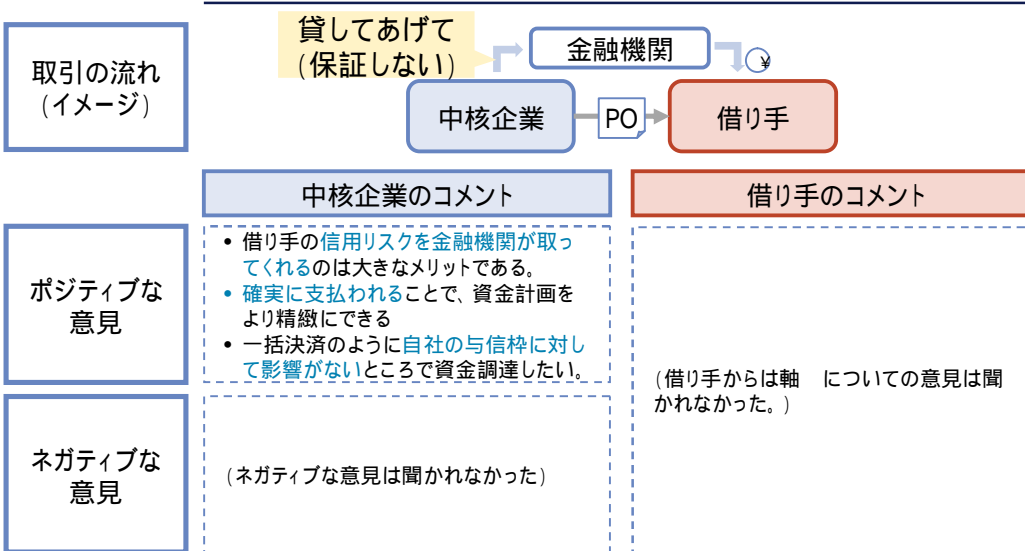 取引の流れ
(イメージ)
貸してあげて
(保証しない)
金融機関
¥
中核企業
PO
借り手
中核企業のコメント
借り手のコメント
ポジティブな
意見
• 借り手の信用リスクを金融機関が取っ
てくれるのは大きなメリットである。
• 確実に支払われることで、資金計画を
より精緻にできる
• 一括決済のように自社の与信枠に対し
て影響がないところで資金調達したい。
(借り手からは軸　についての意見は聞
かれなかった。)
ネガティブな
意見
(ネガティブな意見は聞かれなかった)